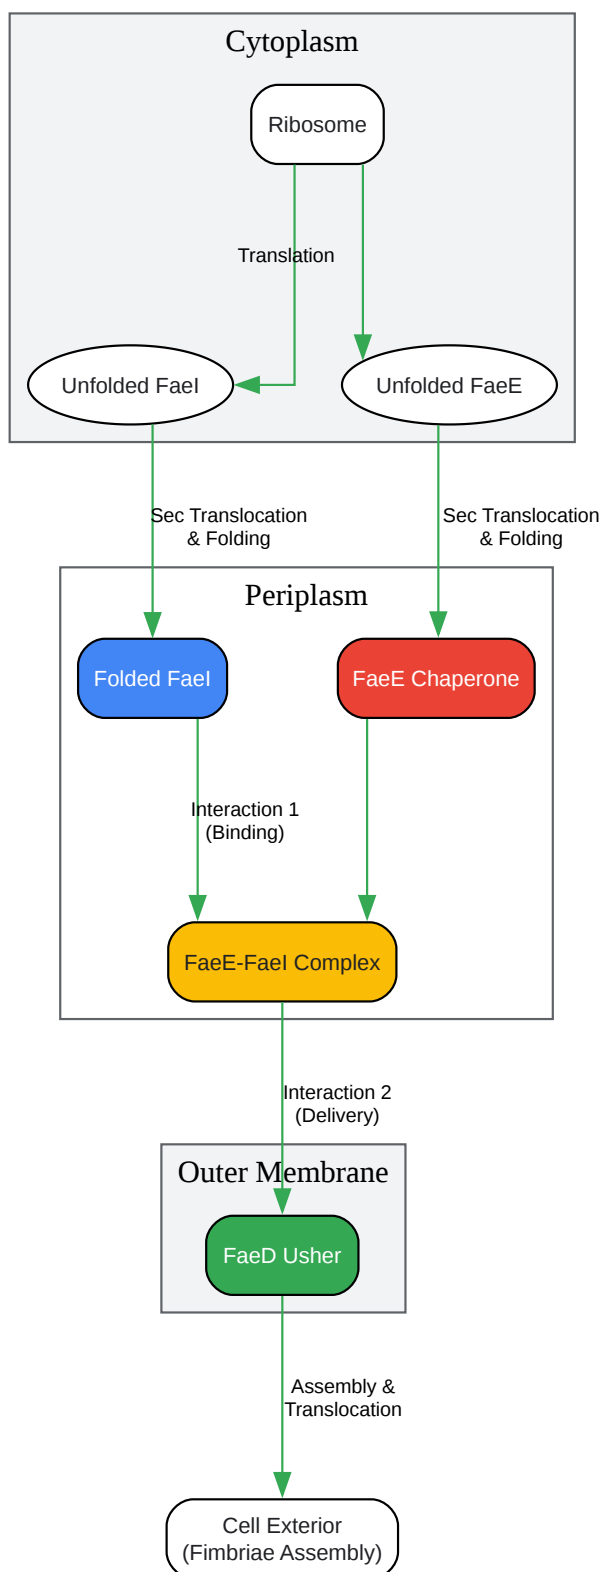 Cytoplasm
Ribosome
Translation
Unfolded FaeI
Unfolded FaeE
Sec Translocation
& Folding
Sec Translocation
& Folding
Periplasm
Folded FaeI
FaeE Chaperone
Interaction 1
(Binding)
FaeE-FaeI Complex
Interaction 2
(Delivery)
Outer Membrane
FaeD Usher
Assembly &
Translocation
Cell Exterior
(Fimbriae Assembly)